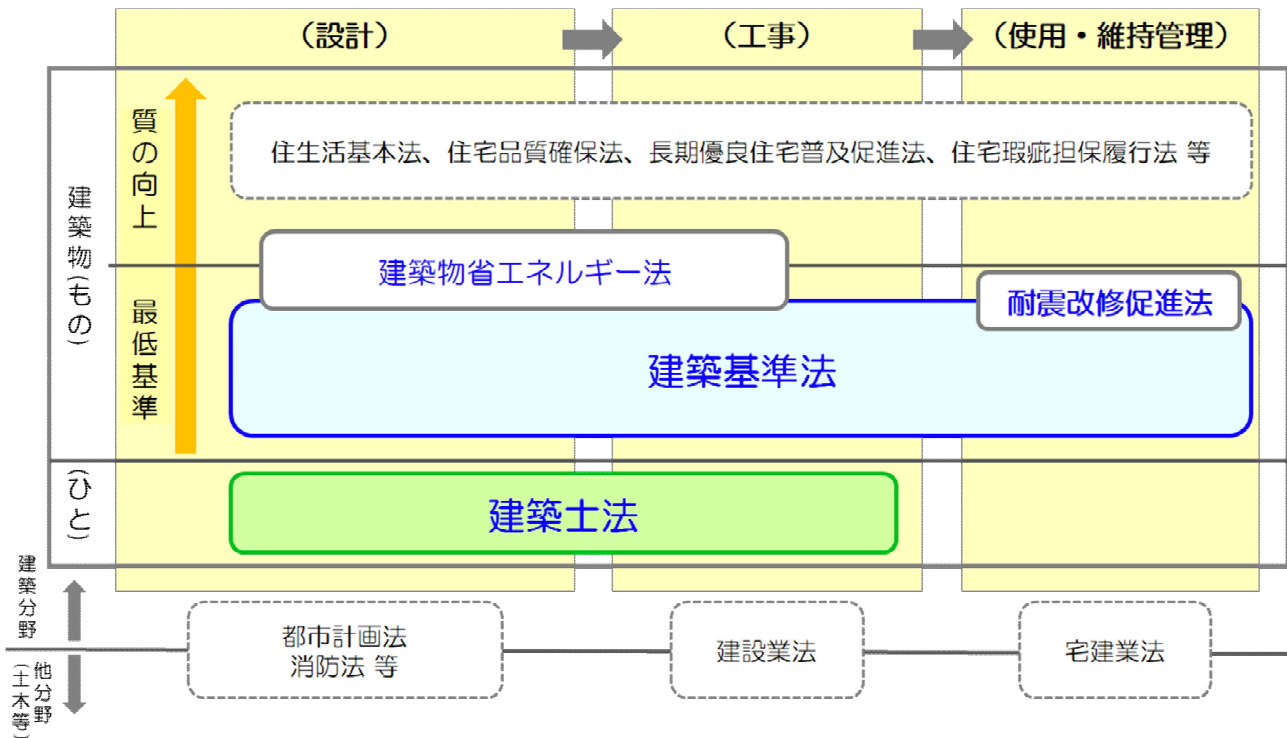 (設計)
(工事)
(使用・維持管理)
質の向上
住生活基本法、住宅品質確保法、長期優良住宅普及促進法、住宅瑕疵担保履行法 等
建築物(もの)
建築物省エネルギー法
耐震改修促進法
最低基準
建築基準法
(ひと)
建築士法
建築分野
都市計画法
消防法 等
建設業法
宅建業法
他分野
(土木等)